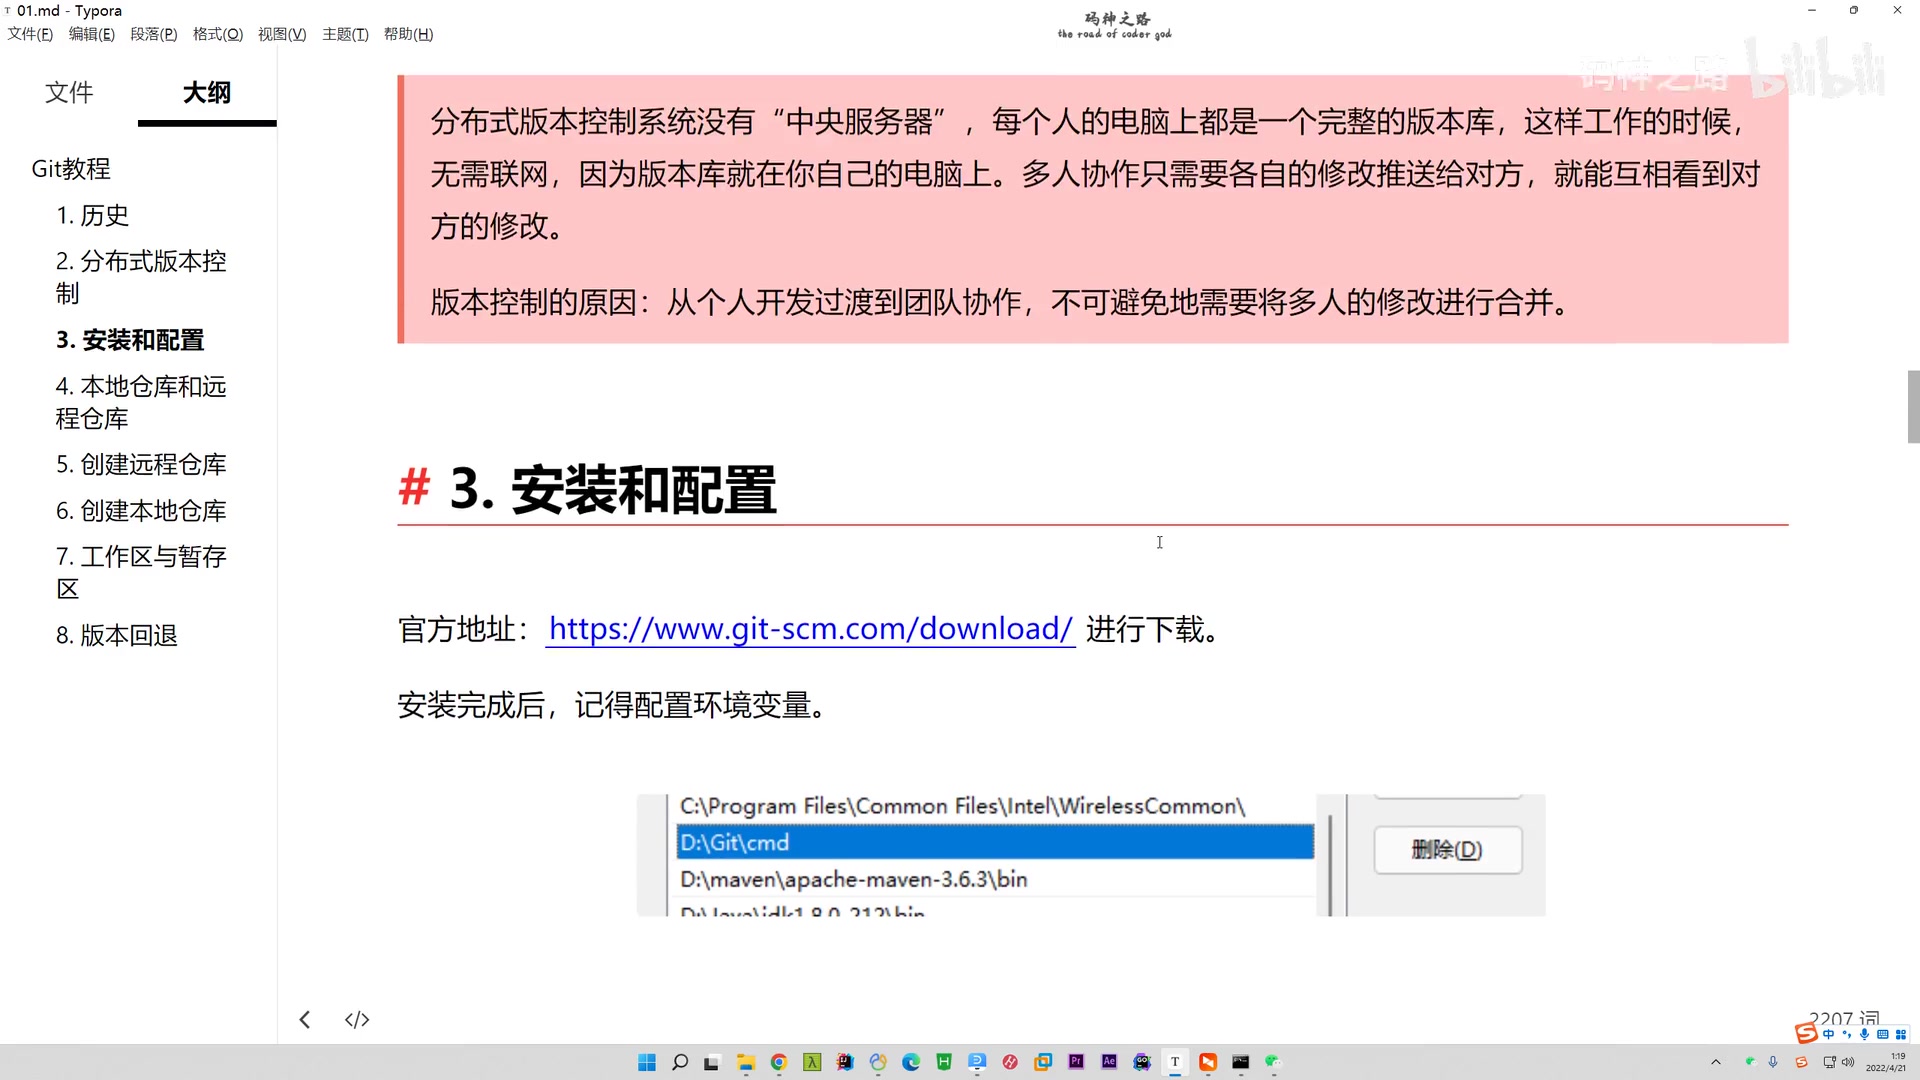 01.md - Typora
码神之路
the road of coder god
文件(F) 编辑(E) 段落(P) 格式(O) 视图(V) 主题(T) 帮助(H)
码神之路 bilibili
文件 大纲
Git教程
1. 历史
2. 分布式版本控
制
3. 安装和配置
4. 本地仓库和远
程仓库
5. 创建远程仓库
6. 创建本地仓库
7. 工作区与暂存
区
8. 版本回退
分布式版本控制系统没有“中央服务器”，每个人的电脑上都是一个完整的版本库，这样工作的时候，
无需联网，因为版本库就在你自己的电脑上。多人协作只需要各自的修改推送给对方，就能互相看到对
方的修改。
版本控制的原因：从个人开发过渡到团队协作，不可避免地需要将多人的修改进行合并。
# 3. 安装和配置
官方地址： https://www.git-scm.com/download/ 进行下载。
安装完成后，记得配置环境变量。
C:\Program Files\Common Files\Intel\WirelessCommon\
D:\Git\cmd
删除(D)
D:\maven\apache-maven-3.6.3\bin
D:\Java\jdk1.8.0_212\bin
</> 2207 词
中
1:19
2022/4/21